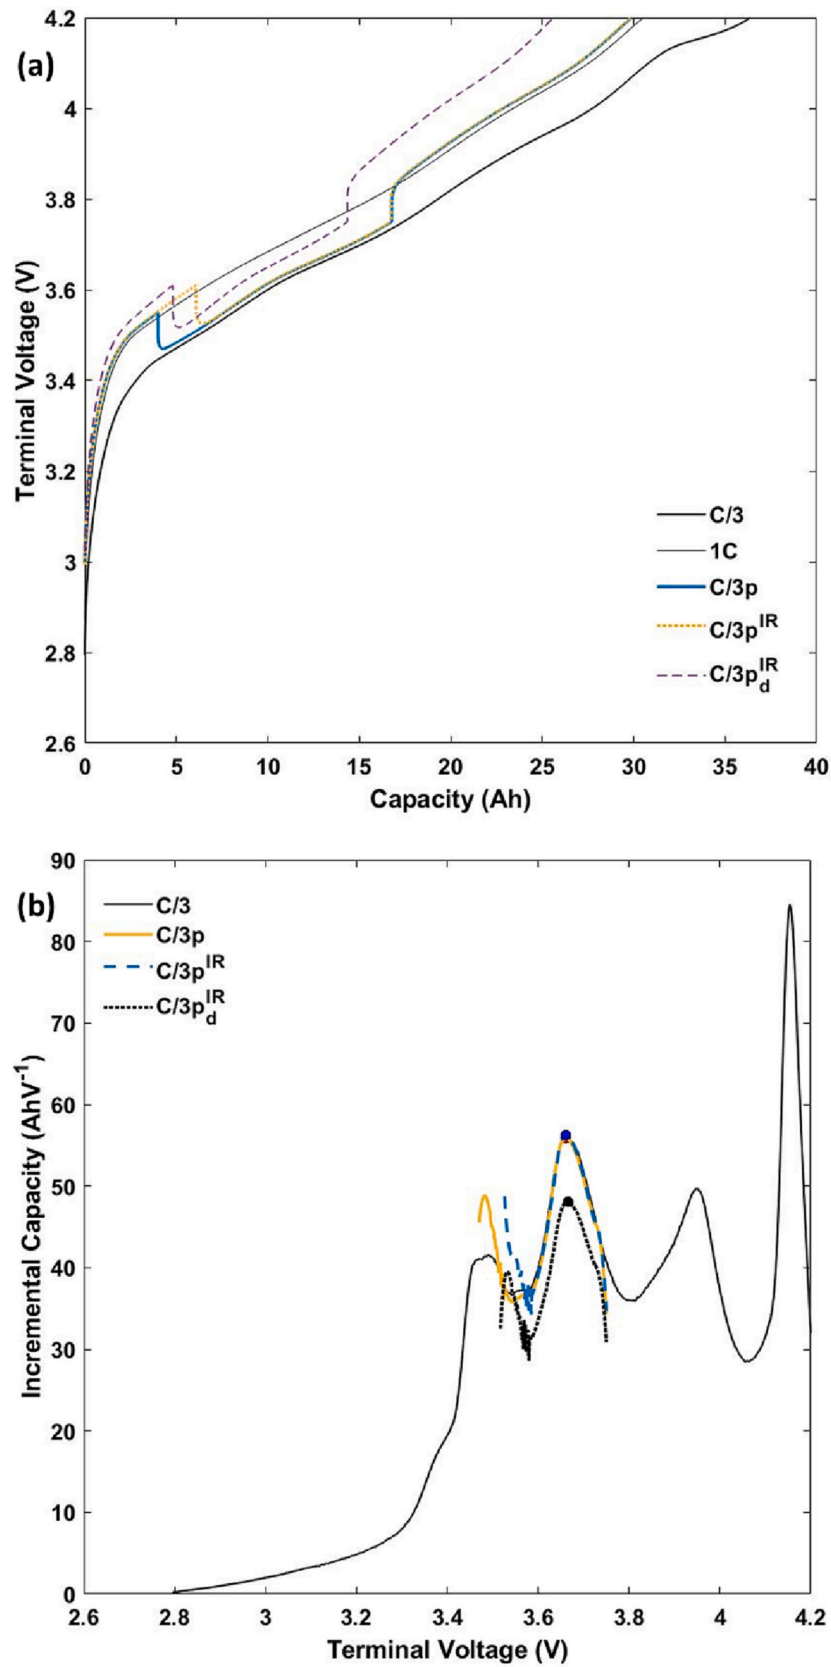 (a)
4.2
4
3.8
3.6
3.4
3.2
3
2.8
2.6
Terminal Voltage (V)
C/3
1C
C/3p
C/3p^IR
C/3p_d^IR
0 5 10 15 20 25 30 35 40
Capacity (Ah)
(b)
90
80
70
60
50
40
30
20
10
0
Incremental Capacity (AhV⁻¹)
C/3
C/3p
C/3p^IR
C/3p_d^IR
2.6 2.8 3 3.2 3.4 3.6 3.8 4 4.2
Terminal Voltage (V)